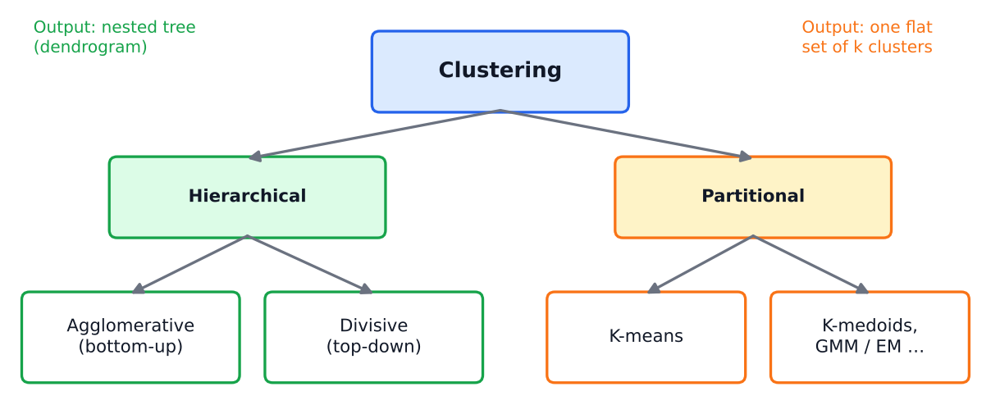 Output: nested tree
(dendrogram)
Output: one flat
set of k clusters
Clustering
Hierarchical
Partitional
Agglomerative
(bottom-up)
Divisive
(top-down)
K-means
K-medoids,
GMM / EM ...